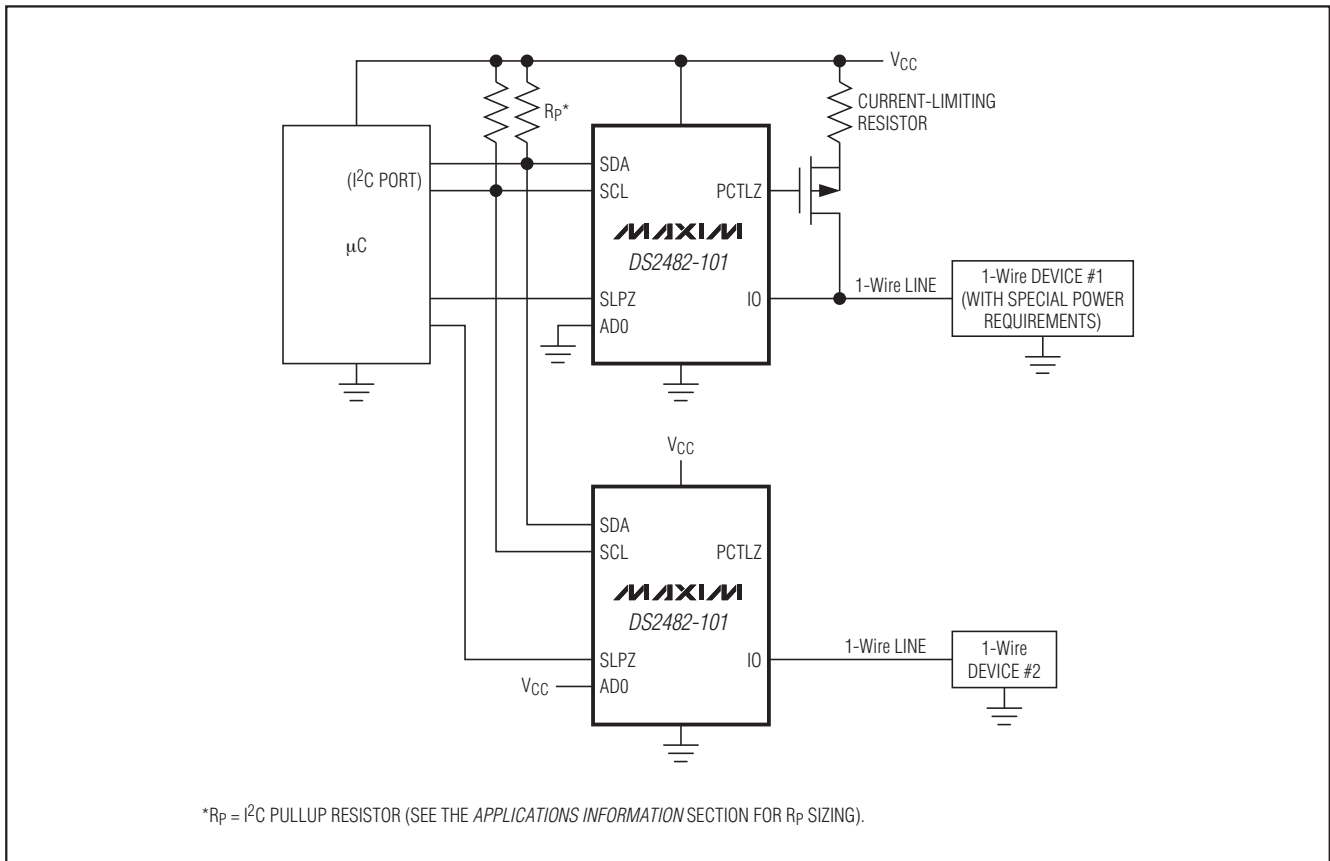 VCC
RP*
CURRENT-LIMITING
RESISTOR
(I2C PORT)
μC
SDA
SCL
PCTLZ
MAXIM
DS2482-101
SLPZ
AD0
IO
1-Wire LINE
1-Wire DEVICE #1
(WITH SPECIAL POWER
REQUIREMENTS)
VCC
SDA
SCL
PCTLZ
MAXIM
DS2482-101
SLPZ
VCC
AD0
IO
1-Wire LINE
1-Wire
DEVICE #2
*RP = I2C PULLUP RESISTOR (SEE THE APPLICATIONS INFORMATION SECTION FOR RP SIZING).